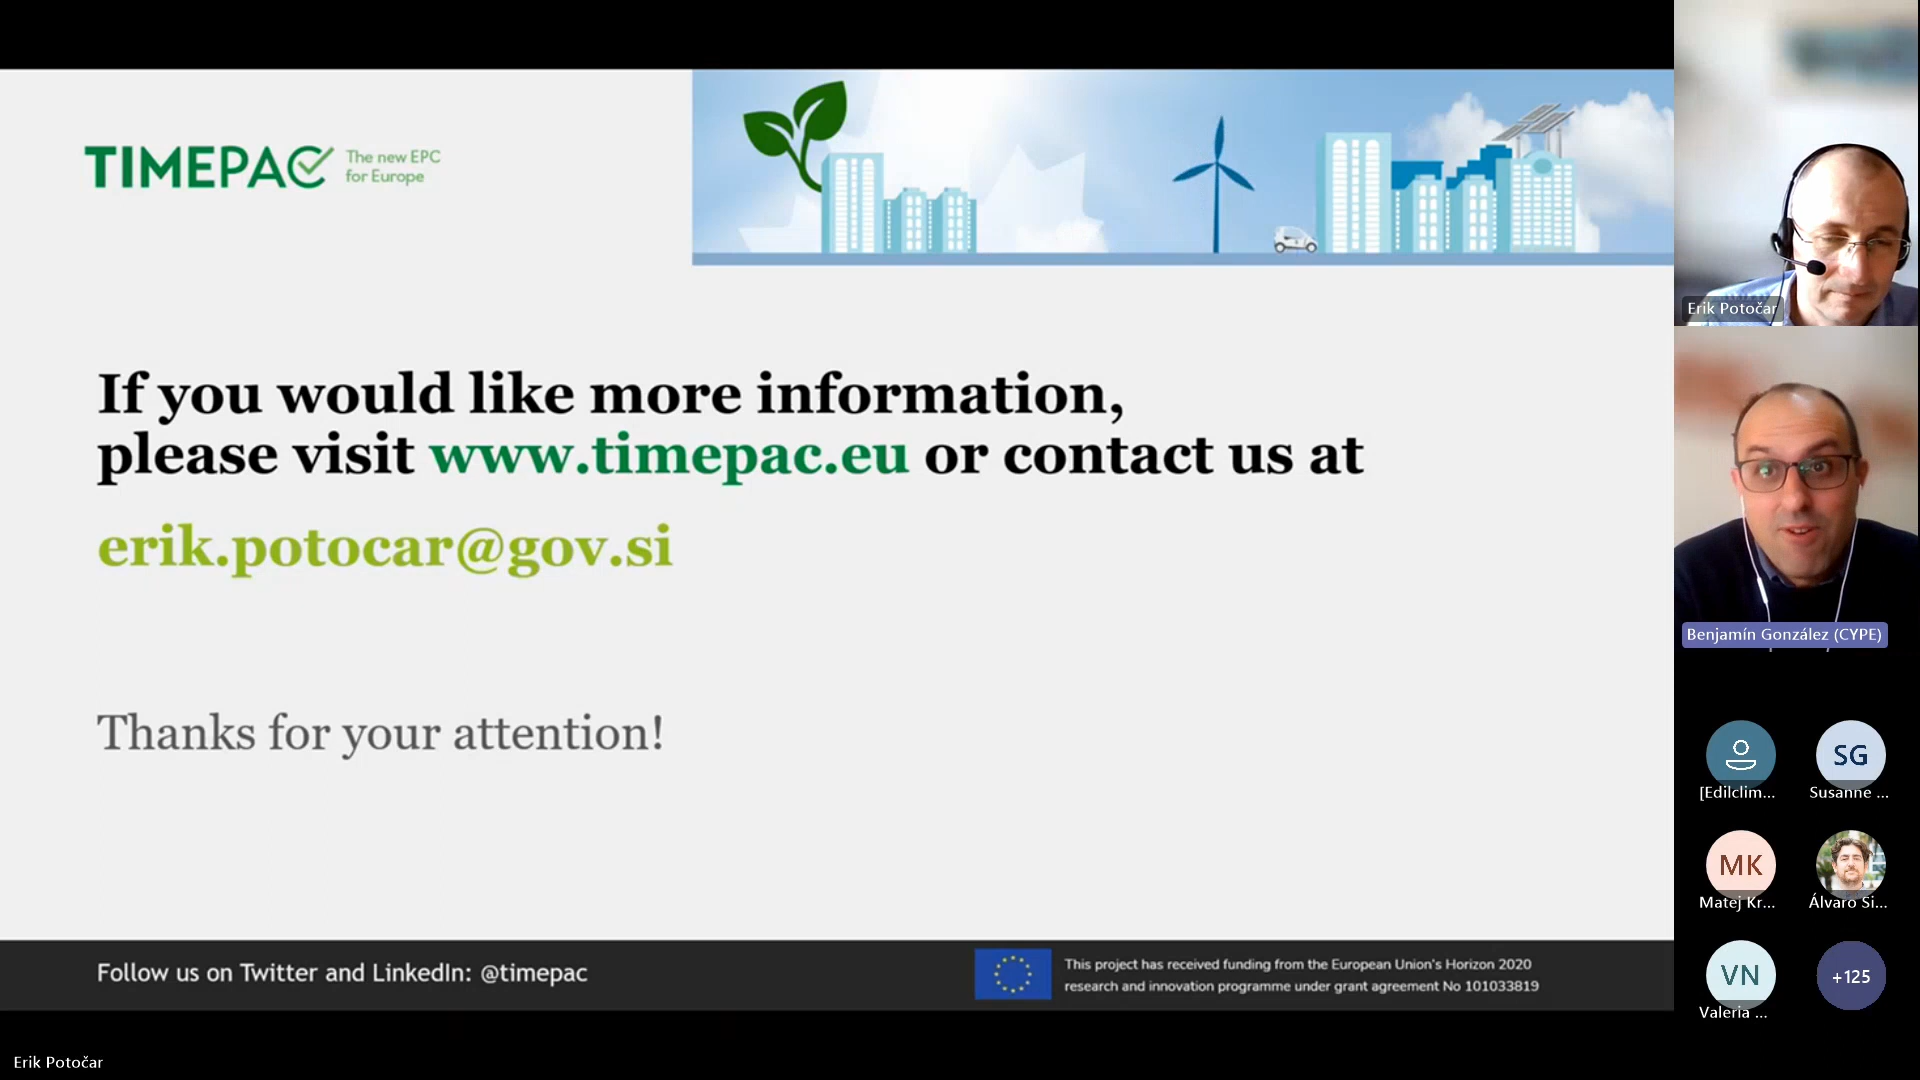 TIMEPAC
The new EPC
for Europe
If you would like more information,
please visit www.timepac.eu or contact us at
erik.potocar@gov.si
Thanks for your attention!
Follow us on Twitter and LinkedIn: @timepac
This project has received funding from the European Union's Horizon 2020
research and innovation programme under grant agreement No 101033819
Erik Potočar
Erik Potočar
Benjamín González (CYPE)
[Edilclim...
SG
Susanne ...
MK
Matej Kr...
Álvaro Si...
VN
Valeria ...
+125